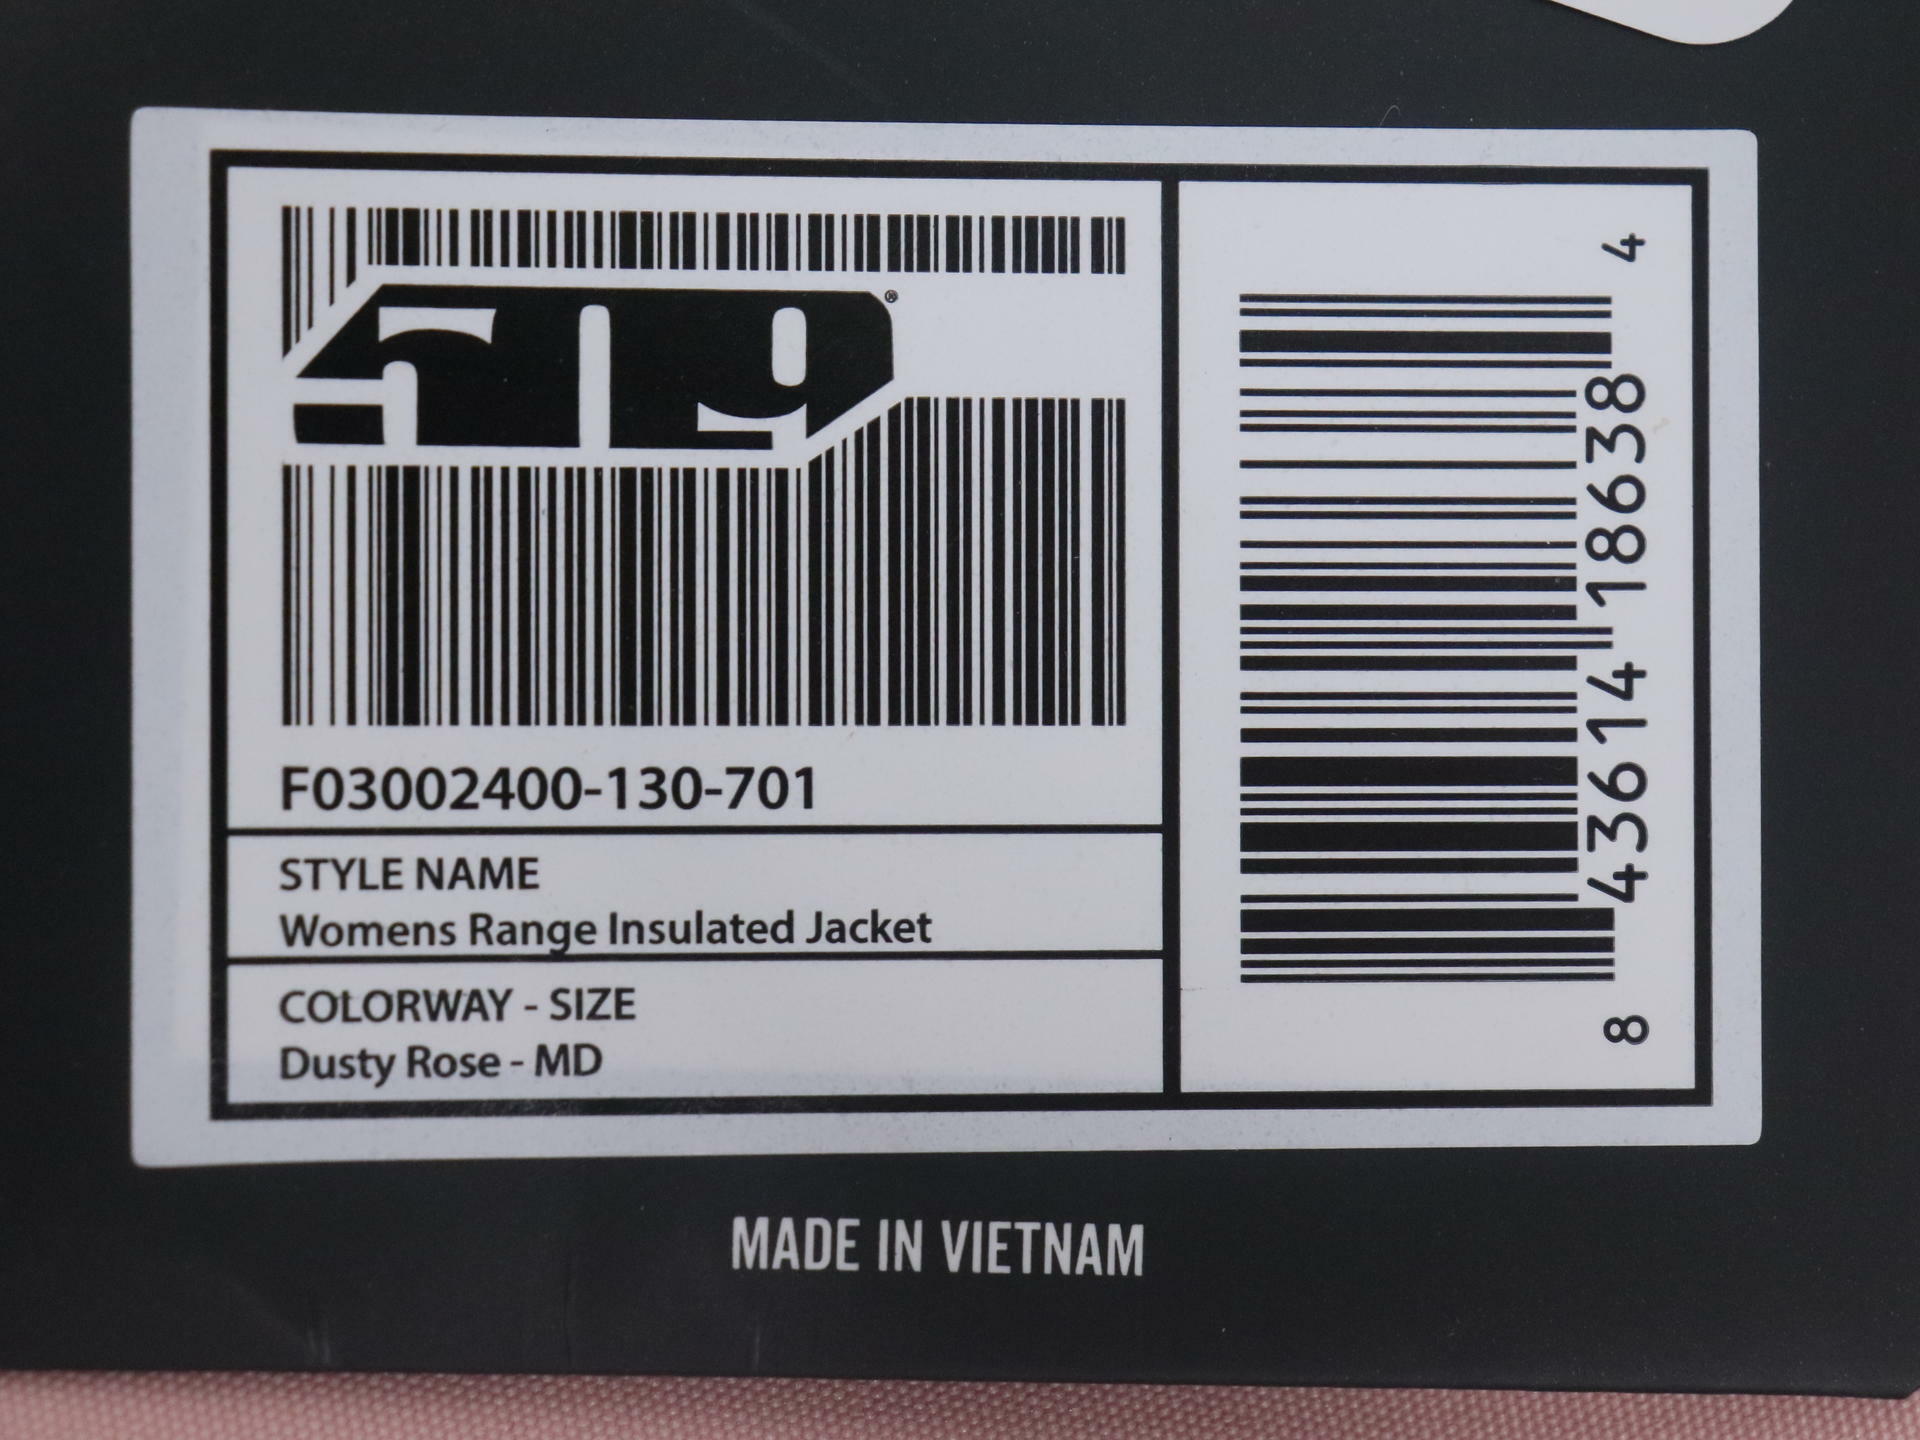 509®
F03002400-130-701
STYLE NAME
Womens Range Insulated Jacket
COLORWAY - SIZE
Dusty Rose - MD
8 43614 18638 4
MADE IN VIETNAM